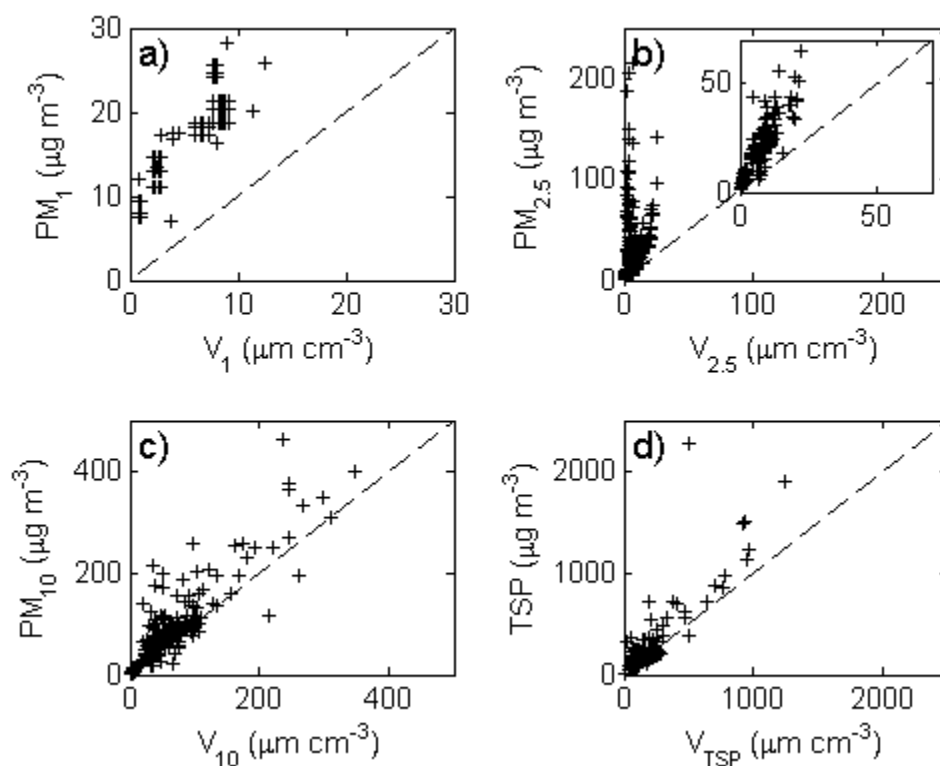 a)
30
20
10
0
PM₁ (μg m⁻³)
0 10 20 30
V₁ (μm cm⁻³)
b)
200
100
0
PM₂.₅ (μg m⁻³)
50
0
0 50
0 100 200
V₂.₅ (μm cm⁻³)
c)
400
200
0
PM₁₀ (μg m⁻³)
0 200 400
V₁₀ (μm cm⁻³)
d)
2000
1000
0
TSP (μg m⁻³)
0 1000 2000
V_TSP (μm cm⁻³)